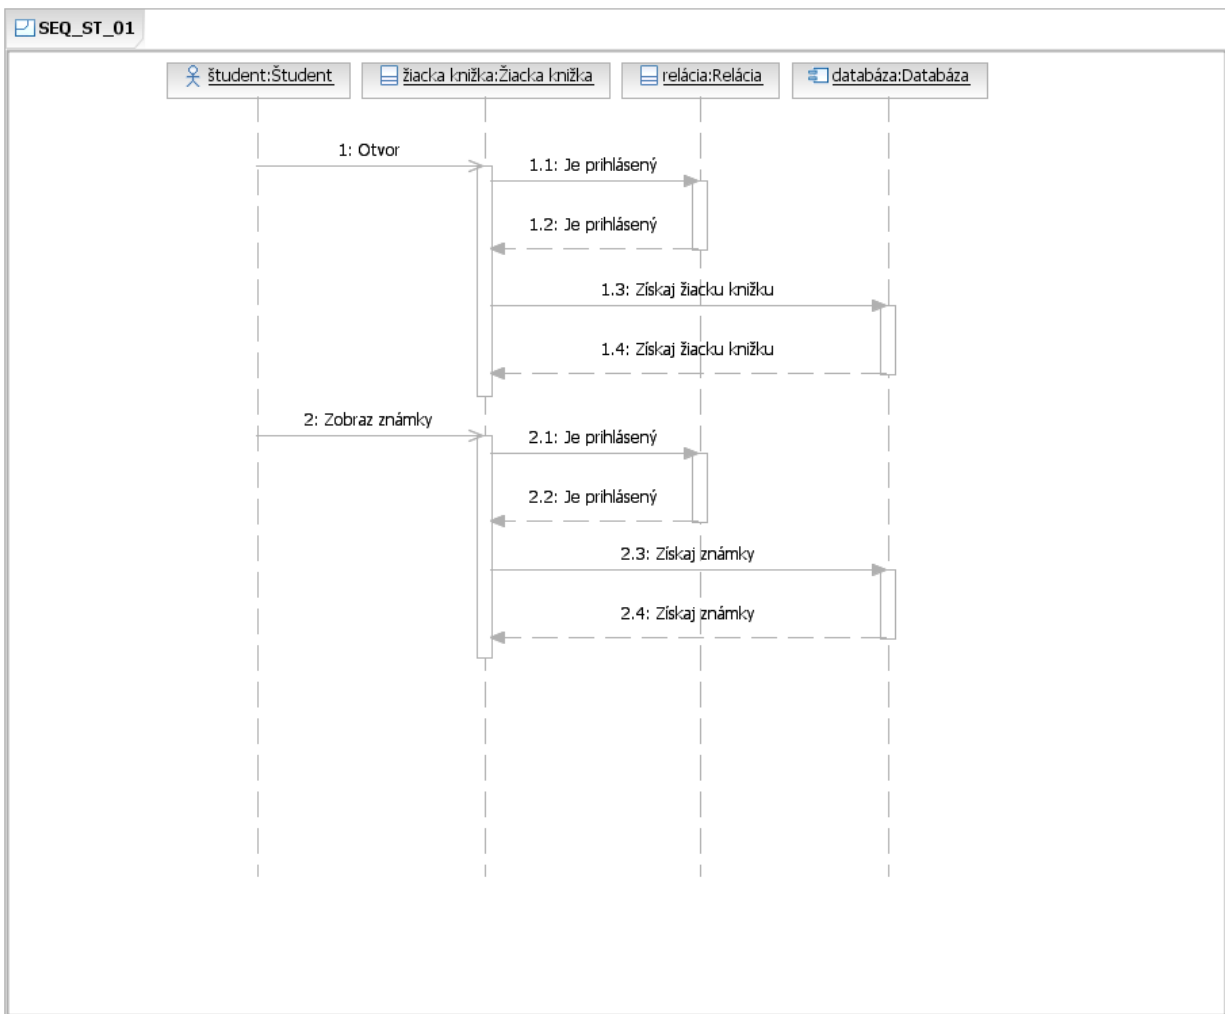 SEQ_ST_01
študent:Študent
žiacka knižka:Žiacka knižka
relácia:Relácia
databáza:Databáza
1: Otvor
1.1: Je prihlásený
1.2: Je prihlásený
1.3: Získaj žiacku knižku
1.4: Získaj žiacku knižku
2: Zobraz známky
2.1: Je prihlásený
2.2: Je prihlásený
2.3: Získaj známky
2.4: Získaj známky